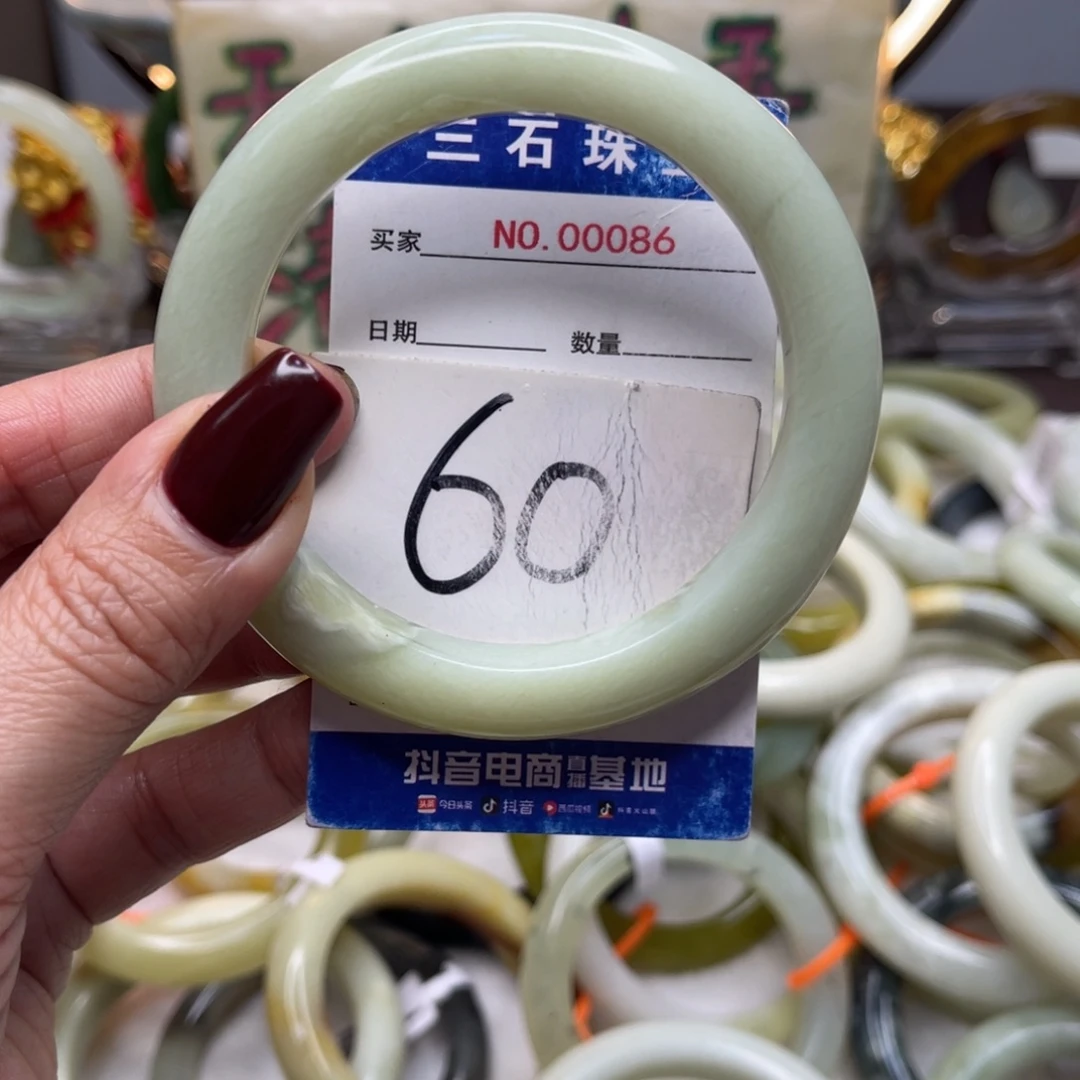 三石珠
买家 NO.00086
日期 数量
60
抖音电商直播基地
今日头条 抖音 西瓜视频